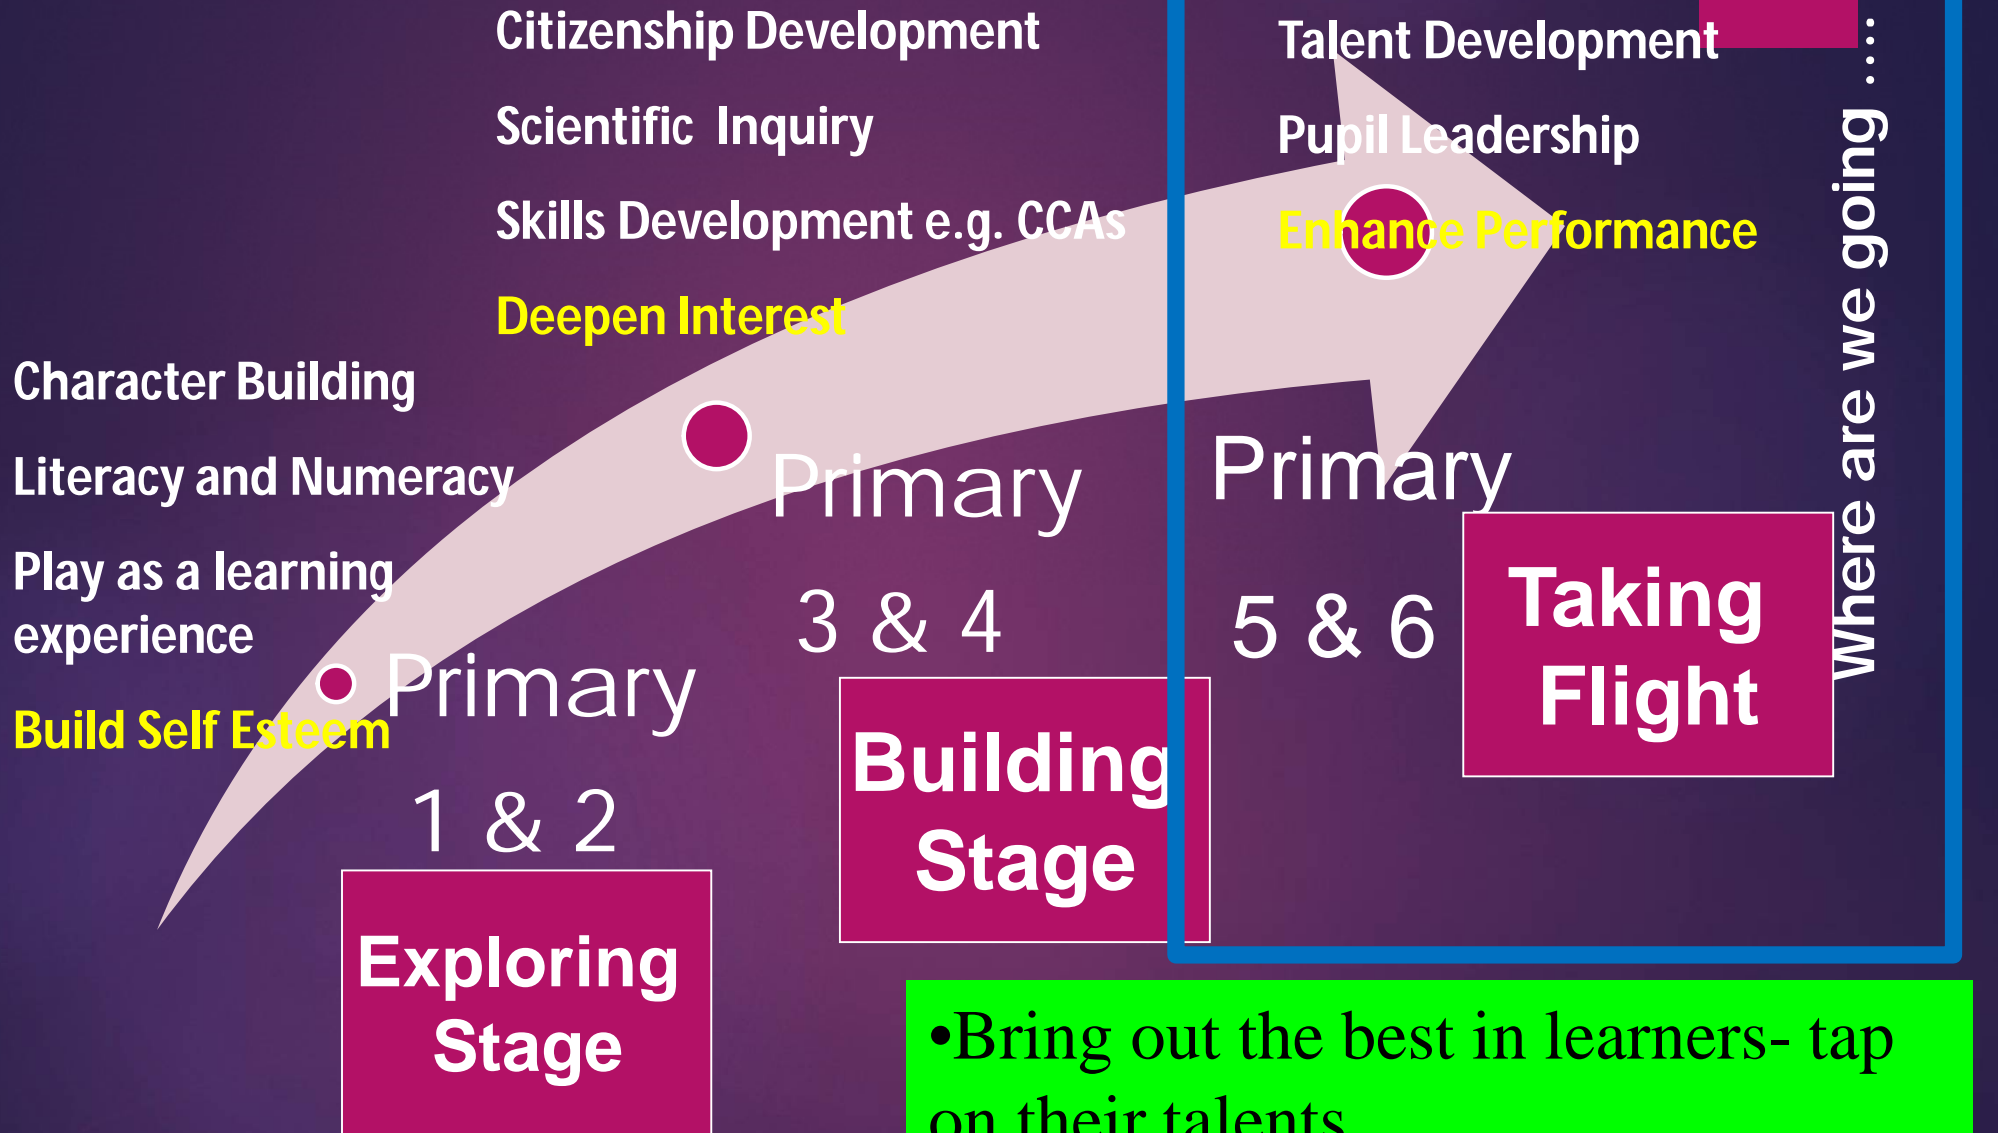 Citizenship Development
Scientific Inquiry
Skills Development e.g. CCAs
Deepen Interest
Talent Development
Pupil Leadership
Enhance Performance
Where are we going ....
Character Building
Literacy and Numeracy
Play as a learning
experience
Build Self Esteem
Primary
1 & 2
Primary
3 & 4
Primary
5 & 6
Exploring
Stage
Building
Stage
Taking
Flight
•Bring out the best in learners- tap
on their talents